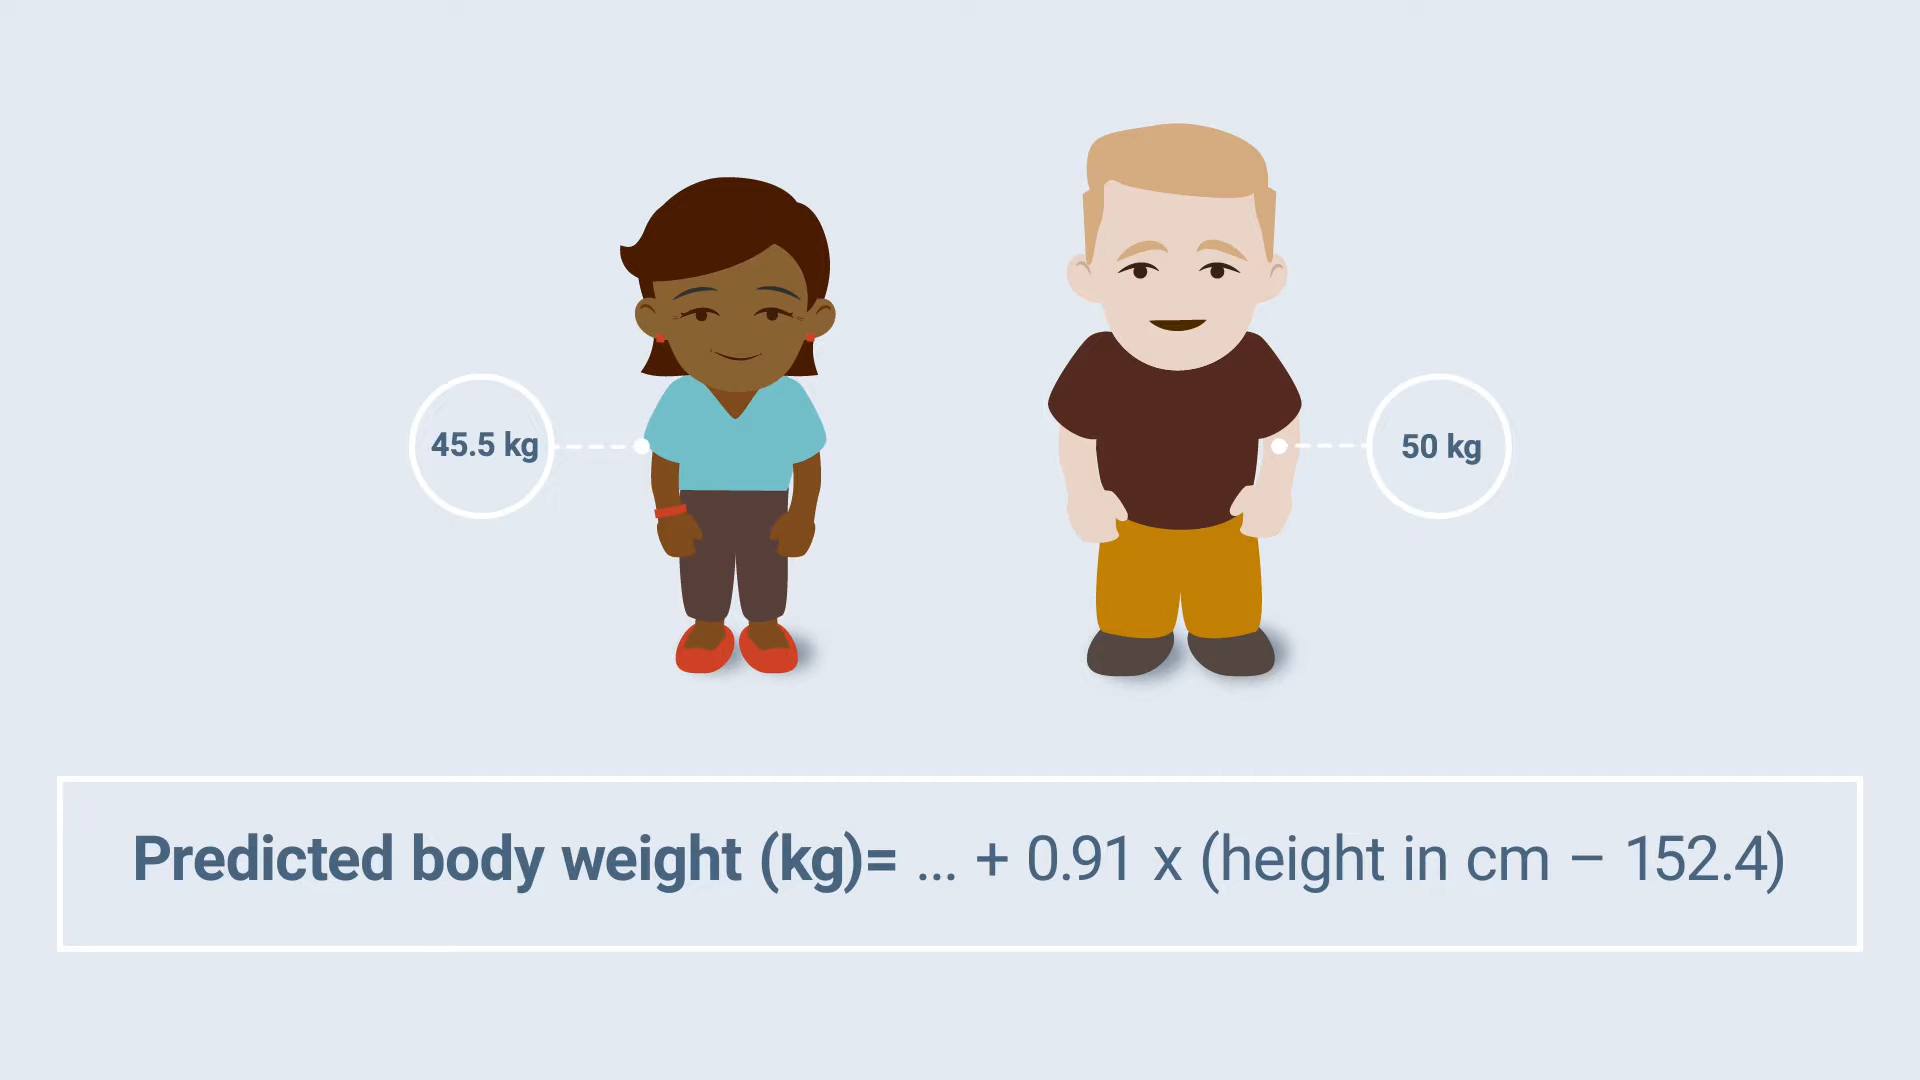 45.5 kg
50 kg
Predicted body weight (kg)= ... + 0.91 x (height in cm – 152.4)